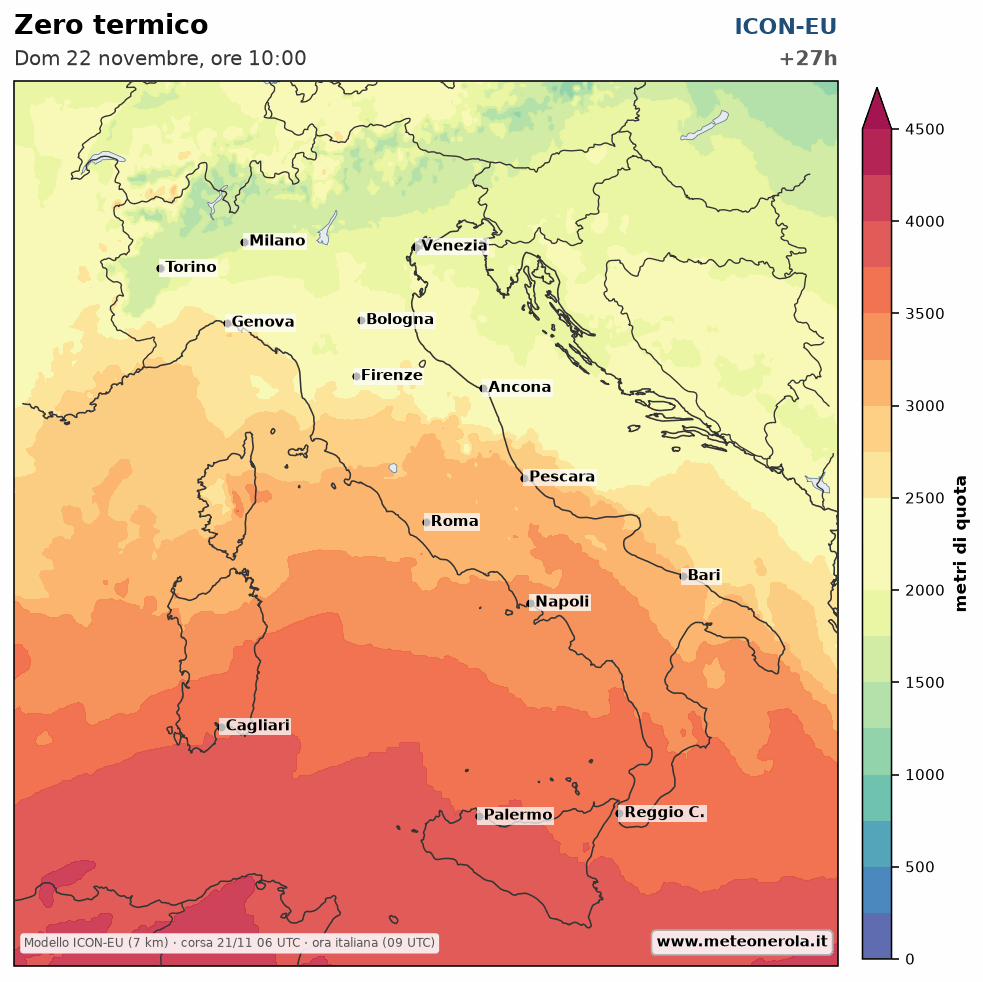 Zero termico
ICON-EU
Dom 22 novembre, ore 10:00
+27h
Milano
Venezia
Torino
Genova
Bologna
Firenze
Ancona
Pescara
Roma
Bari
Napoli
Cagliari
Palermo
Reggio C.
4500
4000
3500
3000
2500
2000
1500
1000
500
0
metri di quota
Modello ICON-EU (7 km) · corsa 21/11 06 UTC · ora italiana (09 UTC)
www.meteonerola.it